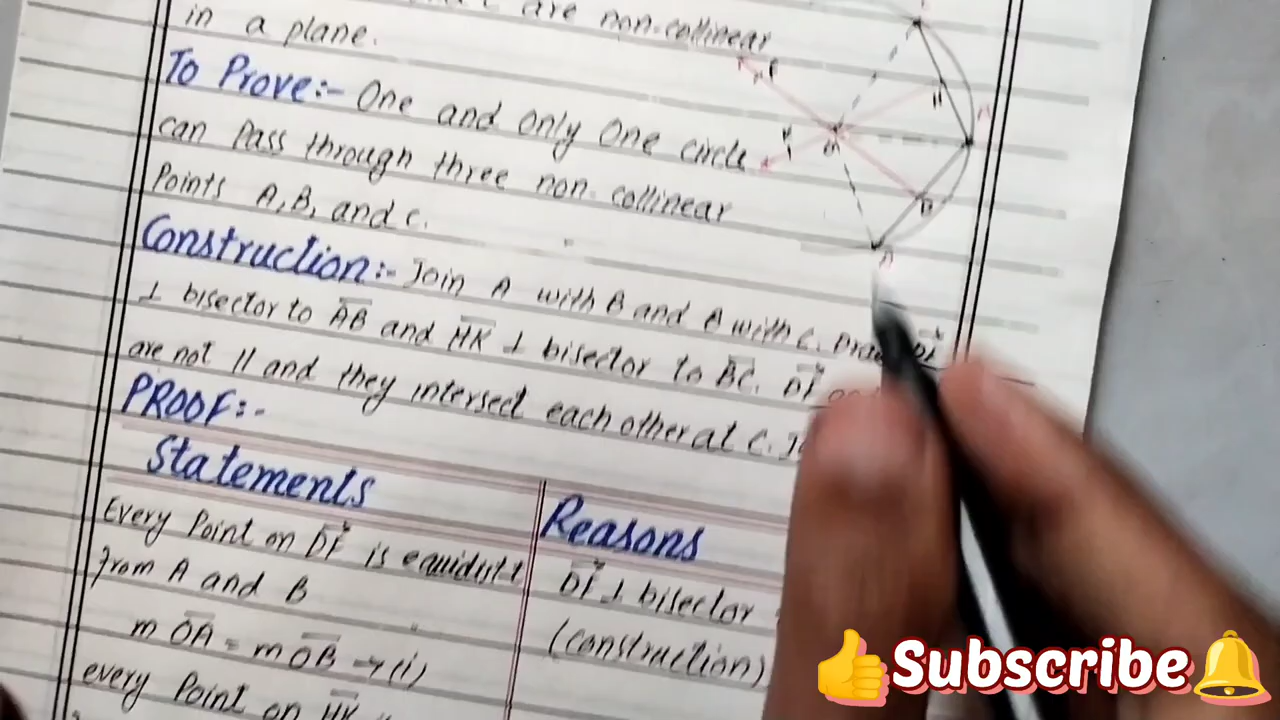 are non-collinear
in a plane.
To Prove:- One and only One circle
can Pass through three non-collinear
Points A, B, and C.
Construction:- Join A with B and B with C. Draw
⊥ bisector to AB and HK ⊥ bisector to BC. DF
are not || and they intersect each other at C.
PROOF:-
Statements
Reasons
Every Point on DF is
from A and B
DF ⊥ bisector
(construction)
m OA = m OB → (i)
every Point on HK
Subscribe